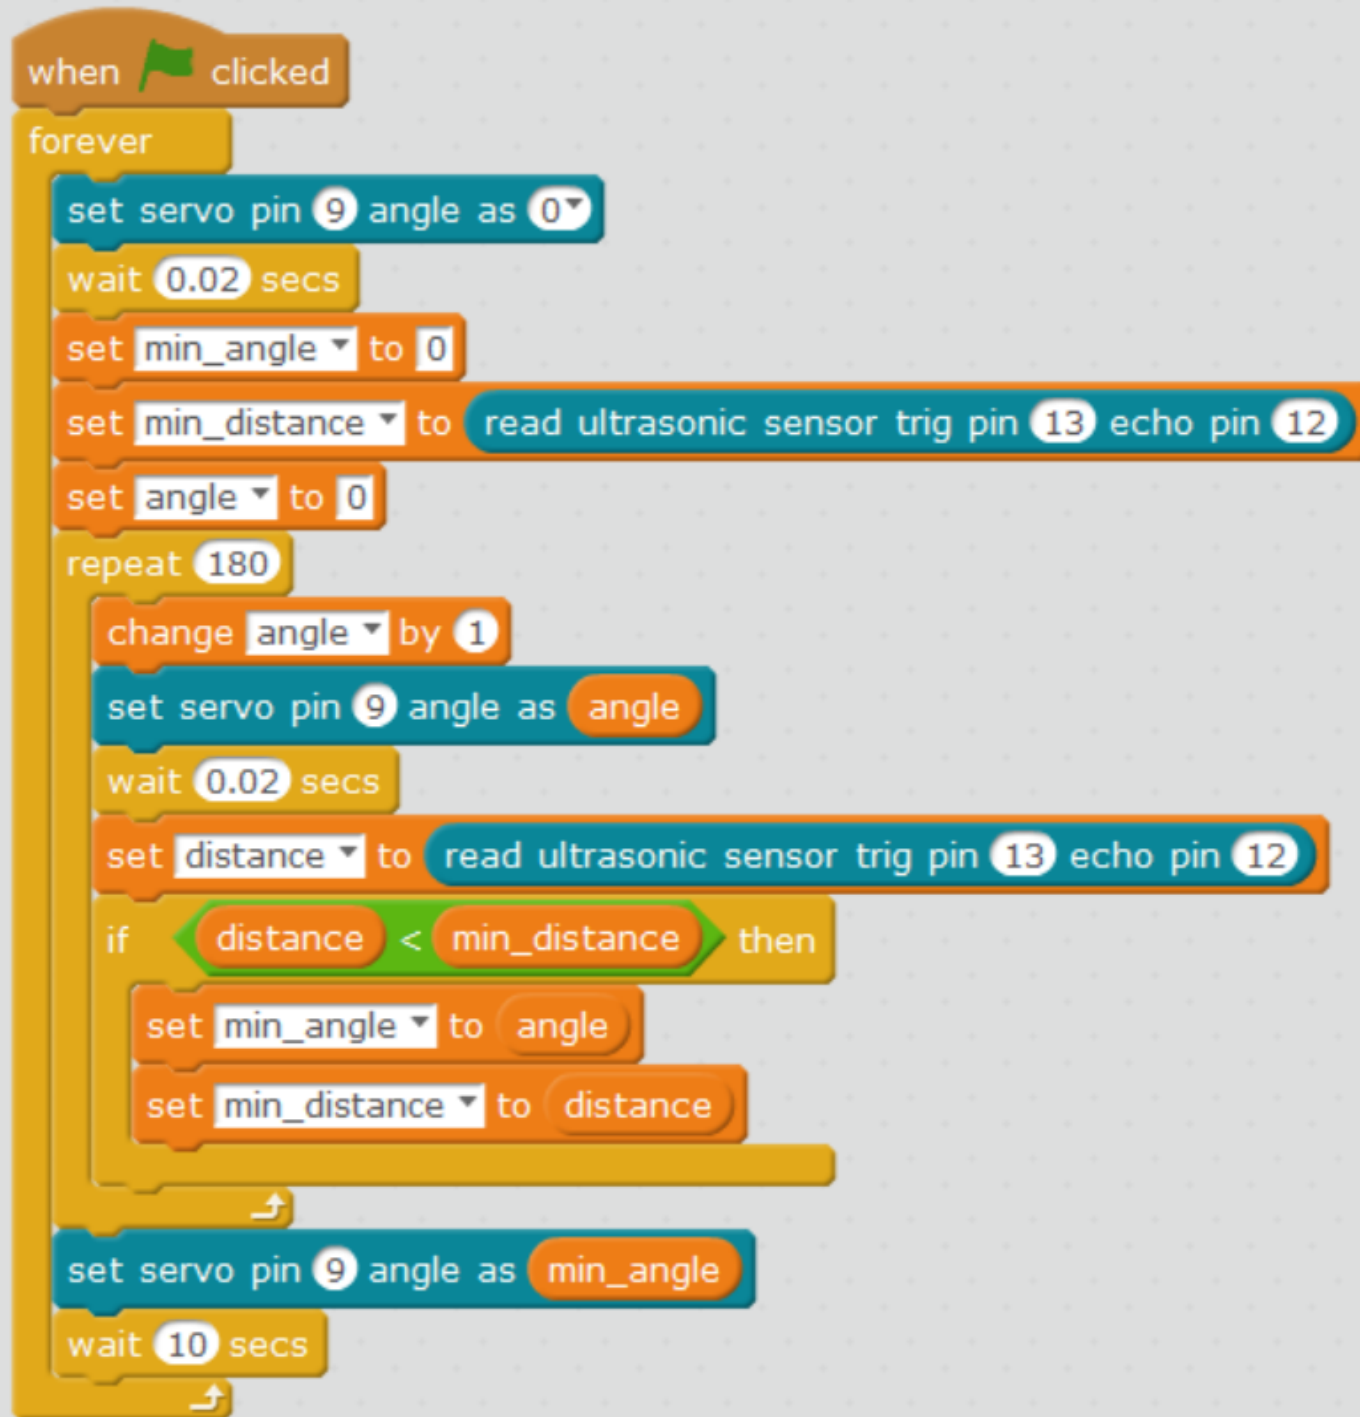 when clicked
forever
set servo pin 9 angle as 0
wait 0.02 secs
set min_angle to 0
set min_distance to read ultrasonic sensor trig pin 13 echo pin 12
set angle to 0
repeat 180
change angle by 1
set servo pin 9 angle as angle
wait 0.02 secs
set distance to read ultrasonic sensor trig pin 13 echo pin 12
if distance < min_distance then
set min_angle to angle
set min_distance to distance
set servo pin 9 angle as min_angle
wait 10 secs